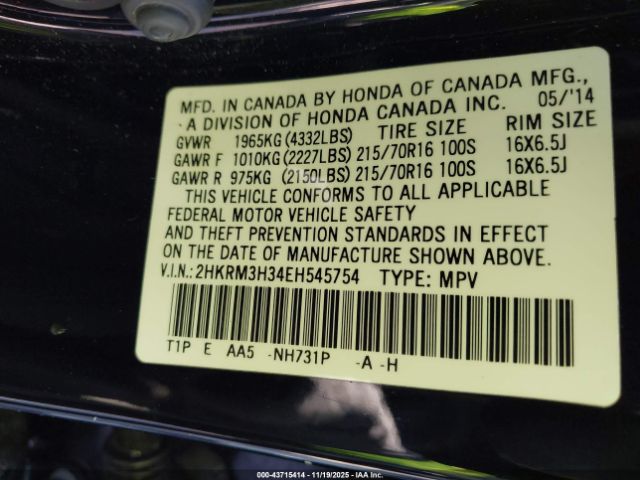 MFD. IN CANADA BY HONDA OF CANADA MFG.,
A DIVISION OF HONDA CANADA INC. 05/'14
GVWR 1965KG(4332LBS) TIRE SIZE RIM SIZE
GAWR F 1010KG(2227LBS) 215/70R16 100S 16X6.5J
GAWR R 975KG (2150LBS) 215/70R16 100S 16X6.5J
THIS VEHICLE CONFORMS TO ALL APPLICABLE
FEDERAL MOTOR VEHICLE SAFETY
AND THEFT PREVENTION STANDARDS IN EFFECT
ON THE DATE OF MANUFACTURE SHOWN ABOVE.
V.I.N.: 2HKRM3H34EH545754 TYPE: MPV
T1P E AA5 -NH731P -A -H
000-43715414 - 11/19/2025 - IAA Inc.